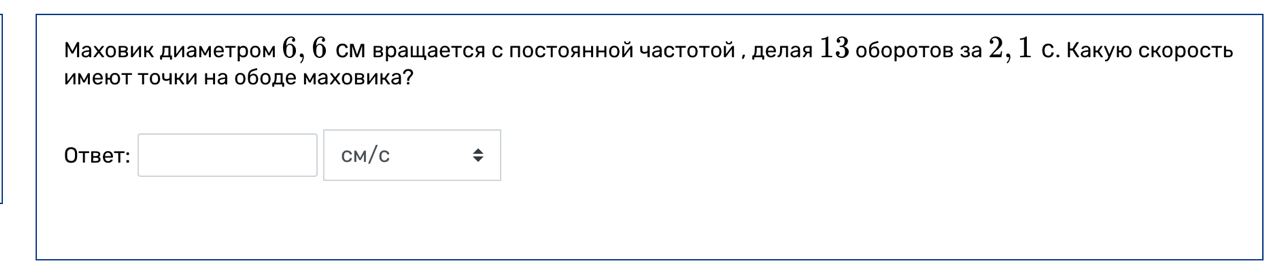 Маховик диаметром 6, 6 см вращается с постоянной частотой , делая 13 оборотов за 2, 1 с. Какую скорость
имеют точки на ободе маховика?
Ответ: см/с